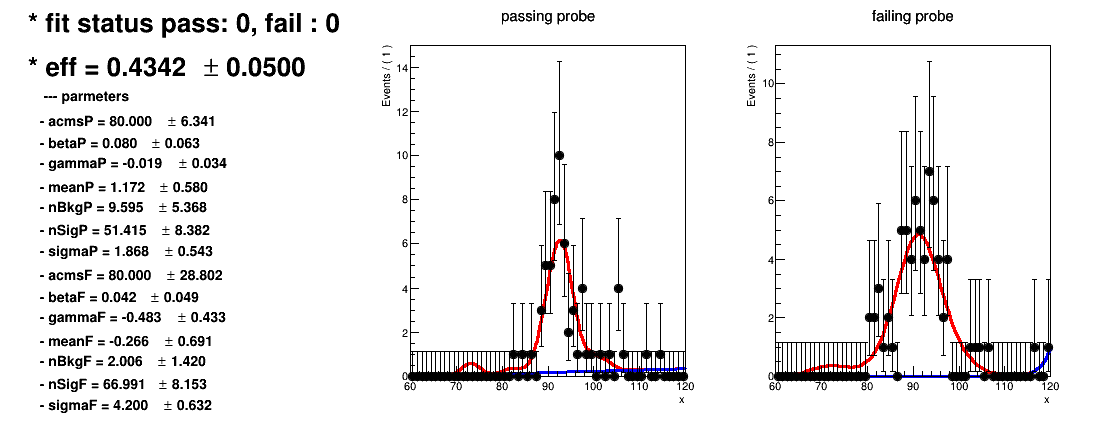 * fit status pass: 0, fail : 0
* eff = 0.4342 ± 0.0500
--- parmeters
- acmsP = 80.000 ± 6.341
- betaP = 0.080 ± 0.063
- gammaP = -0.019 ± 0.034
- meanP = 1.172 ± 0.580
- nBkgP = 9.595 ± 5.368
- nSigP = 51.415 ± 8.382
- sigmaP = 1.868 ± 0.543
- acmsF = 80.000 ± 28.802
- betaF = 0.042 ± 0.049
- gammaF = -0.483 ± 0.433
- meanF = -0.266 ± 0.691
- nBkgF = 2.006 ± 1.420
- nSigF = 66.991 ± 8.153
- sigmaF = 4.200 ± 0.632
passing probe
Events / ( 1 )
14
12
10
8
6
4
2
0
60 70 80 90 100 110 120
x
failing probe
Events / ( 1 )
10
8
6
4
2
0
60 70 80 90 100 110 120
x